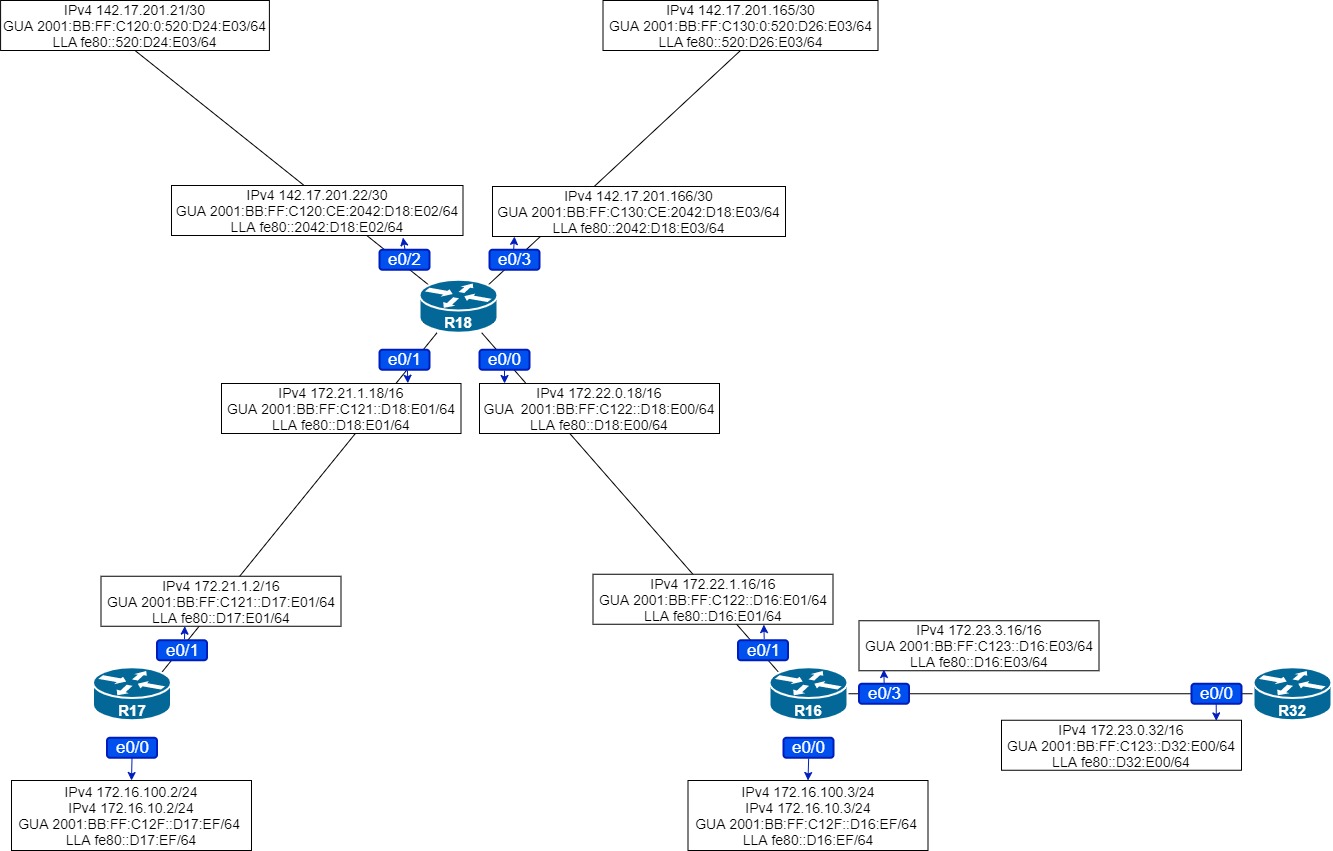 IPv4 142.17.201.21/30
GUA 2001:BB:FF:C120:0:520:D24:E03/64
LLA fe80::520:D24:E03/64
IPv4 142.17.201.165/30
GUA 2001:BB:FF:C130:0:520:D26:E03/64
LLA fe80::520:D26:E03/64
IPv4 142.17.201.22/30
GUA 2001:BB:FF:C120:CE:2042:D18:E02/64
LLA fe80::2042:D18:E02/64
IPv4 142.17.201.166/30
GUA 2001:BB:FF:C130:CE:2042:D18:E03/64
LLA fe80::2042:D18:E03/64
e0/2
e0/3
R18
e0/1
e0/0
IPv4 172.21.1.18/16
GUA 2001:BB:FF:C121::D18:E01/64
LLA fe80::D18:E01/64
IPv4 172.22.0.18/16
GUA 2001:BB:FF:C122::D18:E00/64
LLA fe80::D18:E00/64
IPv4 172.21.1.2/16
GUA 2001:BB:FF:C121::D17:E01/64
LLA fe80::D17:E01/64
e0/1
R17
e0/0
IPv4 172.16.100.2/24
IPv4 172.16.10.2/24
GUA 2001:BB:FF:C12F::D17:EF/64
LLA fe80::D17:EF/64
IPv4 172.22.1.16/16
GUA 2001:BB:FF:C122::D16:E01/64
LLA fe80::D16:E01/64
e0/1
IPv4 172.23.3.16/16
GUA 2001:BB:FF:C123::D16:E03/64
LLA fe80::D16:E03/64
R16
e0/3
e0/0
R32
IPv4 172.23.0.32/16
GUA 2001:BB:FF:C123::D32:E00/64
LLA fe80::D32:E00/64
e0/0
IPv4 172.16.100.3/24
IPv4 172.16.10.3/24
GUA 2001:BB:FF:C12F::D16:EF/64
LLA fe80::D16:EF/64